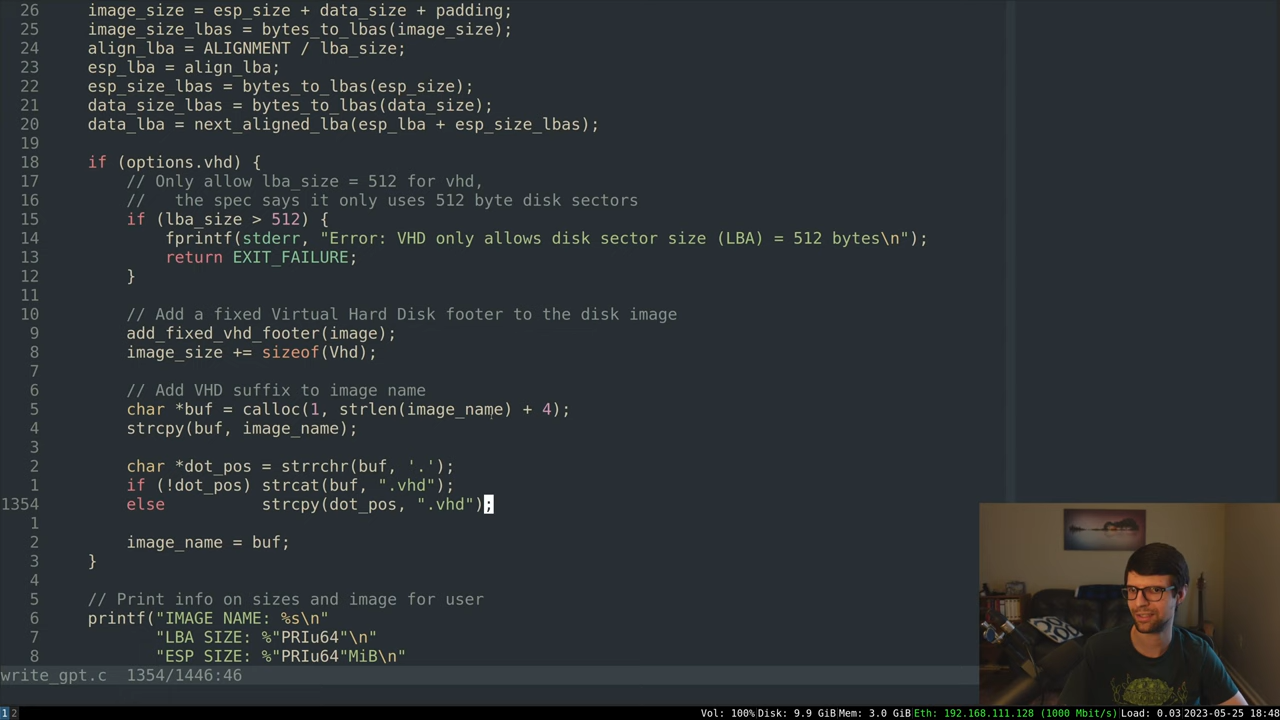 26 image_size = esp_size + data_size + padding;
25 image_size_lbas = bytes_to_lbas(image_size);
24 align_lba = ALIGNMENT / lba_size;
23 esp_lba = align_lba;
22 esp_size_lbas = bytes_to_lbas(esp_size);
21 data_size_lbas = bytes_to_lbas(data_size);
20 data_lba = next_aligned_lba(esp_lba + esp_size_lbas);
19
18 if (options.vhd) {
17 // Only allow lba_size = 512 for vhd,
16 //   the spec says it only uses 512 byte disk sectors
15 if (lba_size > 512) {
14 fprintf(stderr, "Error: VHD only allows disk sector size (LBA) = 512 bytes\n");
13 return EXIT_FAILURE;
12 }
11
10 // Add a fixed Virtual Hard Disk footer to the disk image
9 add_fixed_vhd_footer(image);
8 image_size += sizeof(Vhd);
7
6 // Add VHD suffix to image name
5 char *buf = calloc(1, strlen(image_name) + 4);
4 strcpy(buf, image_name);
3
2 char *dot_pos = strrchr(buf, '.');
1 if (!dot_pos) strcat(buf, ".vhd");
1354 else          strcpy(dot_pos, ".vhd");
1
2 image_name = buf;
3 }
4
5 // Print info on sizes and image for user
6 printf("IMAGE NAME: %s\n"
7 "LBA SIZE: %"PRIu64"\n"
8 "ESP SIZE: %"PRIu64"MiB\n"
write_gpt.c  1354/1446:46
1 2 Vol: 100% Disk: 9.9 GiB Mem: 3.0 GiB Eth: 192.168.111.128 (1000 Mbit/s) Load: 0.03 2023-05-25 18:48